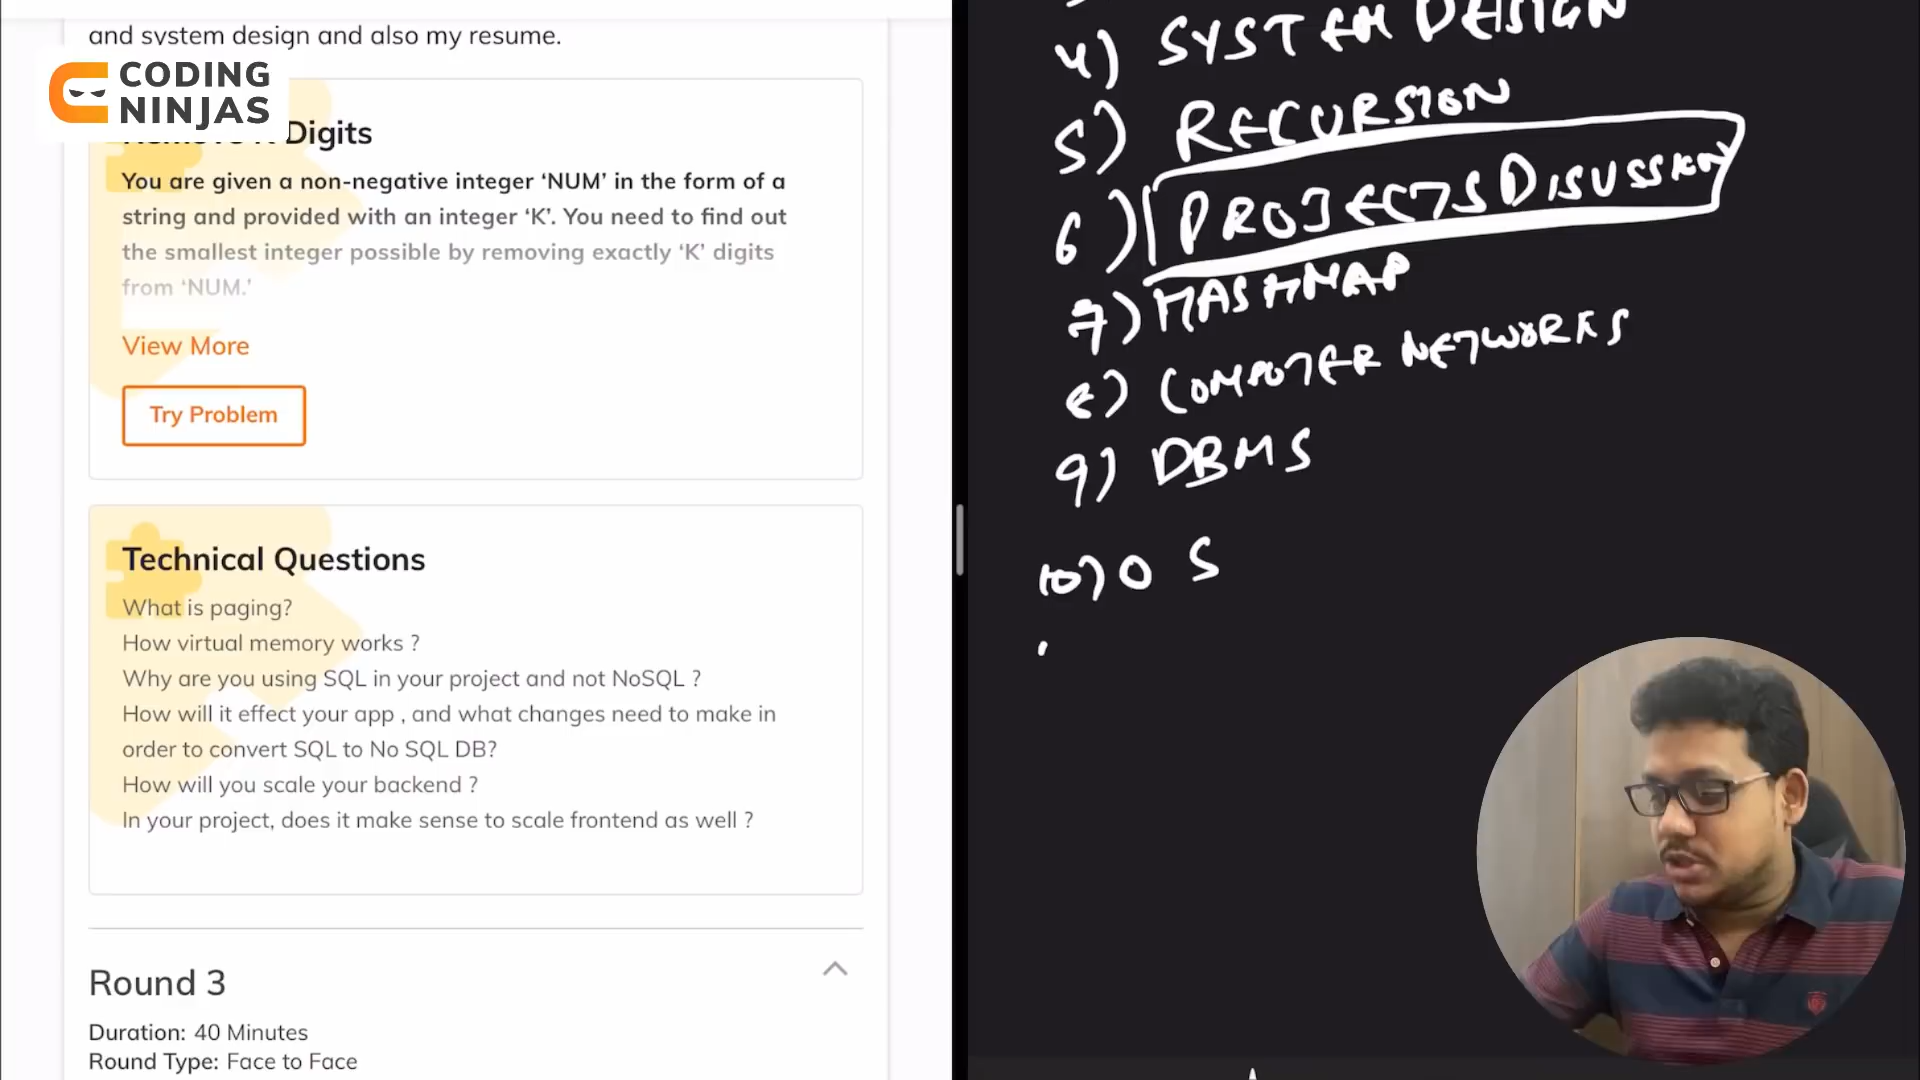 and system design and also my resume.
CODING
NINJAS
Digits
You are given a non-negative integer ‘NUM’ in the form of a
string and provided with an integer ‘K’. You need to find out
the smallest integer possible by removing exactly ‘K’ digits
from ‘NUM.’
View More
Try Problem
Technical Questions
What is paging?
How virtual memory works ?
Why are you using SQL in your project and not NoSQL ?
How will it effect your app , and what changes need to make in
order to convert SQL to No SQL DB?
How will you scale your backend ?
In your project, does it make sense to scale frontend as well ?
Round 3
Duration: 40 Minutes
Round Type: Face to Face
4) SYSTEM DESIGN
5) RECURSION
6) PROJECTS DISUSSION
7) HASHMAP
8) COMPUTER NETWORKS
9) DBMS
10) O S